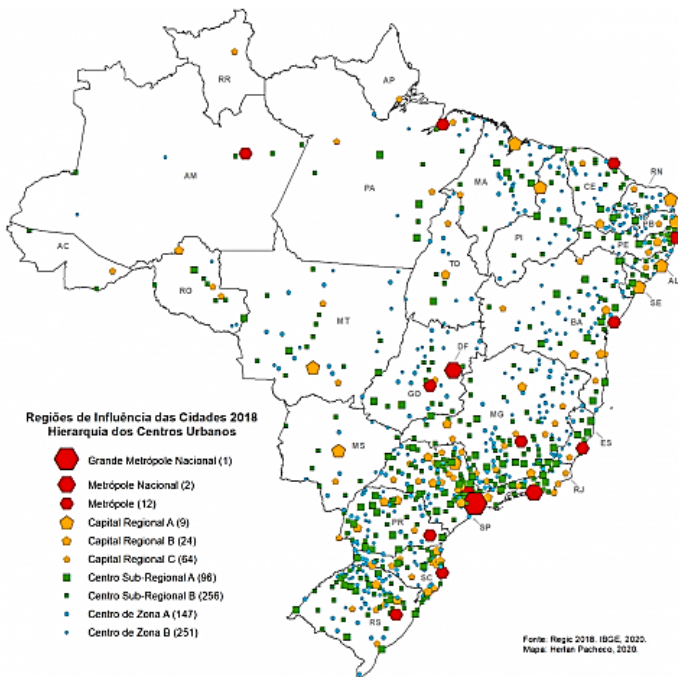 RR
AP
AM
PA
MA
CE
RN
PB
PE
PI
AC
AL
TO
SE
RO
BA
MT
DF
GO
MG
Regiões de Influência das Cidades 2018
Hierarquia dos Centros Urbanos
ES
MS
Grande Metrópole Nacional (1)
RJ
Metrópole Nacional (2)
SP
Metrópole (12)
PR
Capital Regional A (9)
Capital Regional B (24)
Capital Regional C (64)
SC
Centro Sub-Regional A (96)
Centro Sub-Regional B (256)
Centro de Zona A (147)
RS
Centro de Zona B (251)
Fonte: Regic 2018. IBGE, 2020.
Mapa: Herlan Pacheco, 2020.